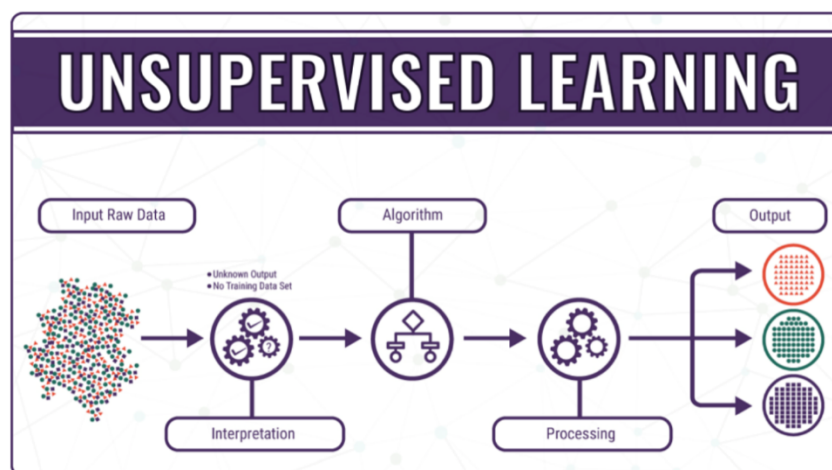 UNSUPERVISED LEARNING
Input Raw Data
Algorithm
Output
• Unknown Output
• No Training Data Set
?
Interpretation
Processing